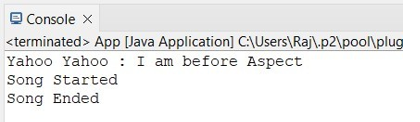 Console
<terminated> App [Java Application] C:\Users\Raj\.p2\pool\plug
Yahoo Yahoo : I am before Aspect
Song Started
Song Ended